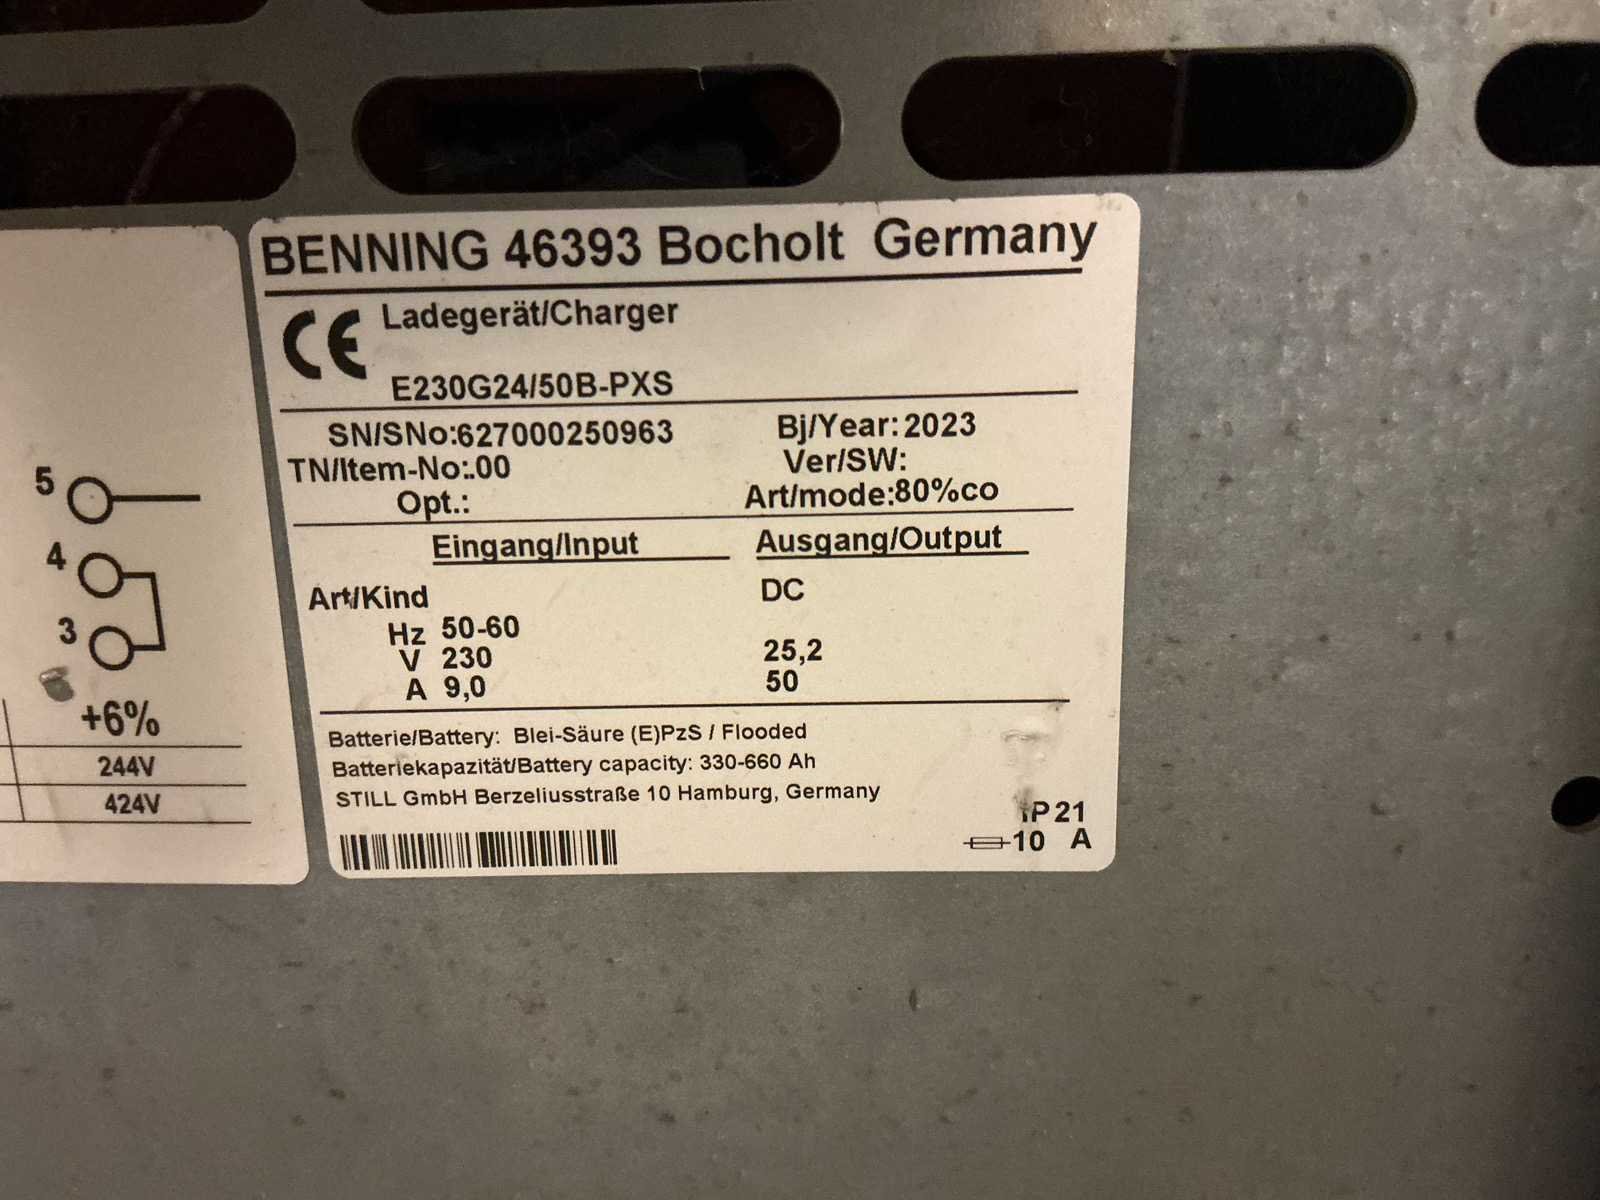 BENNING 46393 Bocholt Germany
CE Ladegerät/Charger
E230G24/50B-PXS
SN/SNo:627000250963 Bj/Year: 2023
TN/Item-No:.00 Ver/SW:
Opt.: Art/mode:80%co
Eingang/Input Ausgang/Output
Art/Kind DC
Hz 50-60
V 230 25,2
A 9,0 50
Batterie/Battery: Blei-Säure (E)PzS / Flooded
Batteriekapazität/Battery capacity: 330-660 Ah
STILL GmbH Berzeliusstraße 10 Hamburg, Germany
IP 21
10 A
5
4
3
+6%
244V
424V